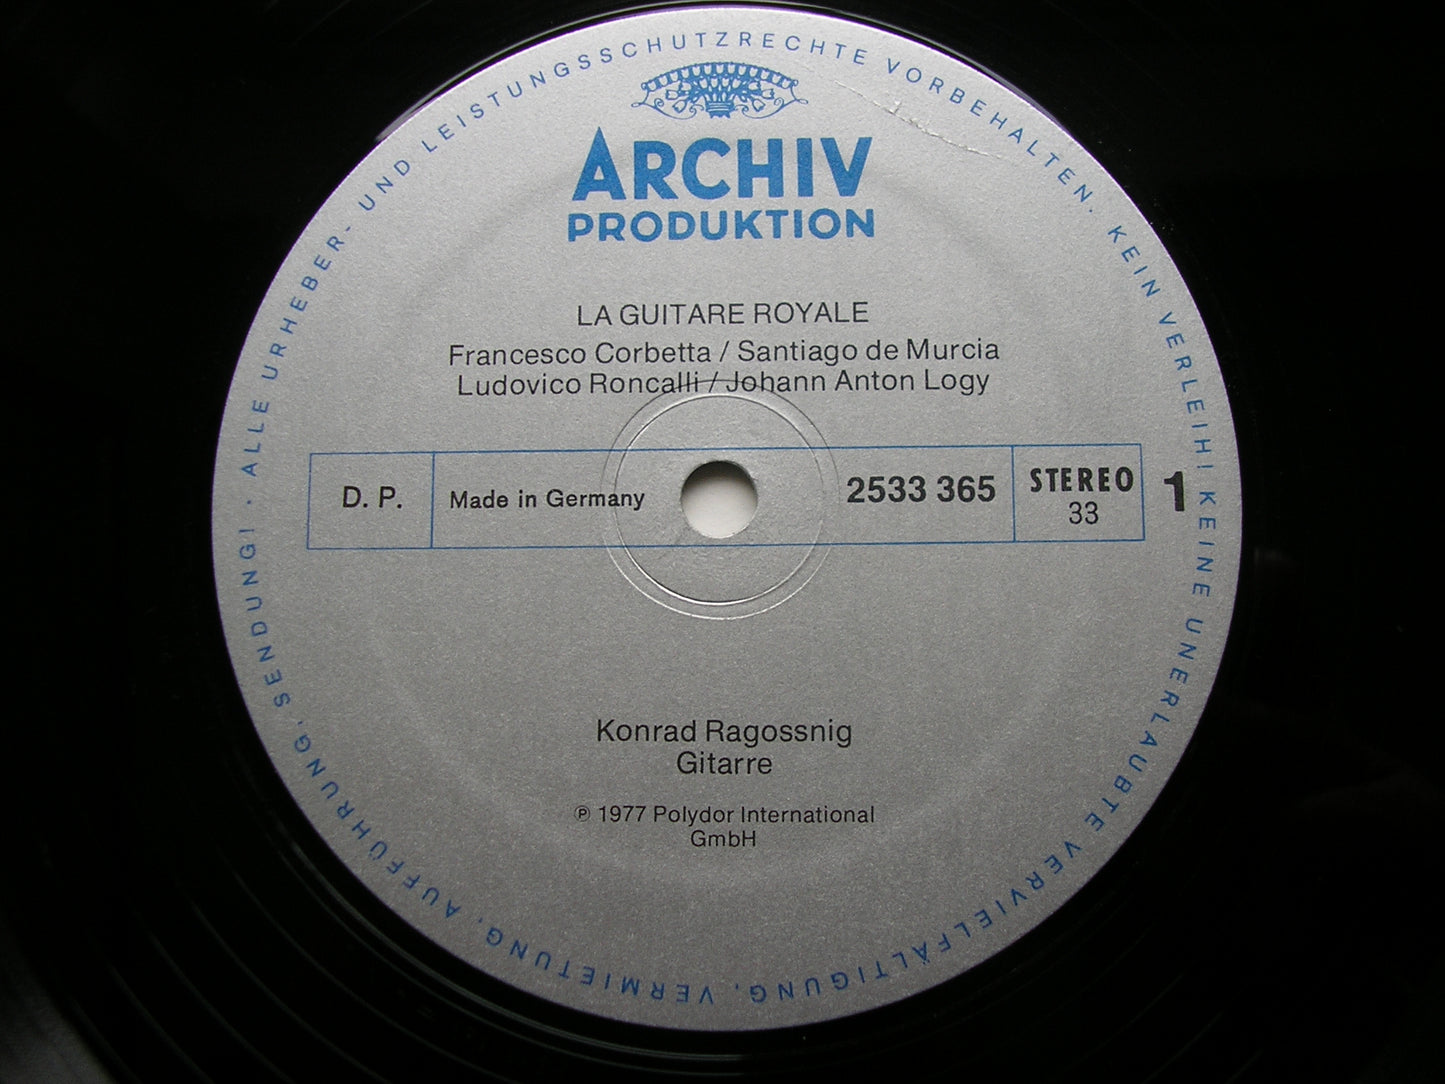 ALLE URHEBER- UND LEISTUNGSSCHUTZRECHTE VORBEHALTEN. KEIN VERLEIH! KEINE UNERLAUBTE VERVIELFÄLTIGUNG, VERMIETUNG, AUFFÜHRUNG, SENDUNG! ·
ARCHIV
PRODUKTION
LA GUITARE ROYALE
Francesco Corbetta / Santiago de Murcia
Ludovico Roncalli / Johann Anton Logy
D. P. Made in Germany 2533 365 STEREO 1
33
Konrad Ragossnig
Gitarre
℗ 1977 Polydor International
GmbH